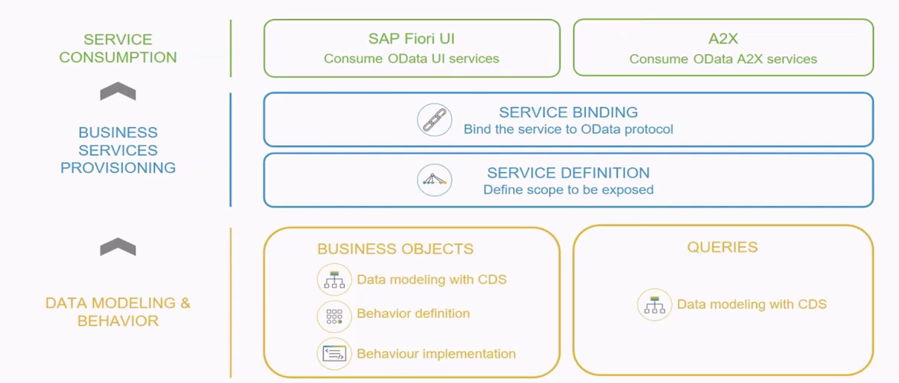 SERVICE
CONSUMPTION
SAP Fiori UI
Consume OData UI services
A2X
Consume OData A2X services
BUSINESS
SERVICES
PROVISIONING
SERVICE BINDING
Bind the service to OData protocol
SERVICE DEFINITION
Define scope to be exposed
DATA MODELING &
BEHAVIOR
BUSINESS OBJECTS
Data modeling with CDS
Behavior definition
Behaviour implementation
QUERIES
Data modeling with CDS